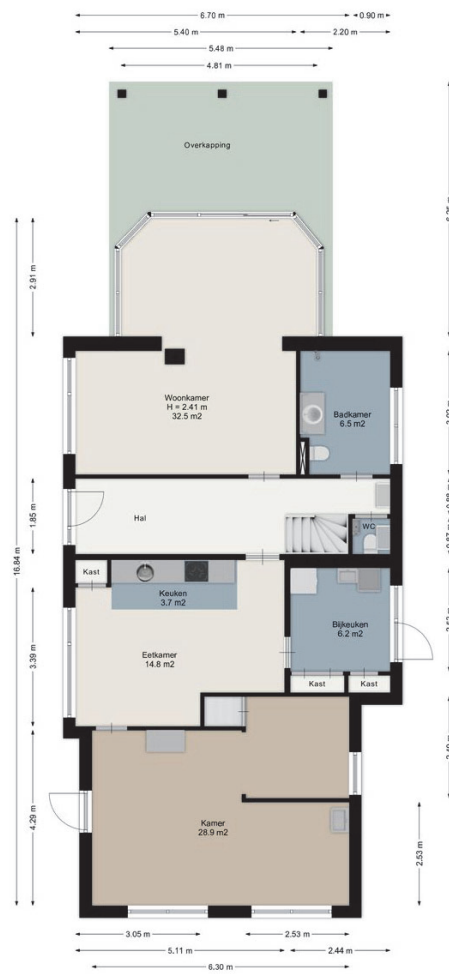 6.70 m
0.90 m
5.40 m
2.20 m
5.48 m
4.81 m
Overkapping
2.91 m
Woonkamer
H = 2.41 m
32.5 m2
Badkamer
6.5 m2
16.84 m
1.85 m
Hal
WC
Kast
Keuken
3.7 m2
Bijkeuken
6.2 m2
3.39 m
Eetkamer
14.8 m2
Kast
Kast
4.29 m
Kamer
28.9 m2
2.53 m
3.05 m
2.53 m
5.11 m
2.44 m
6.30 m